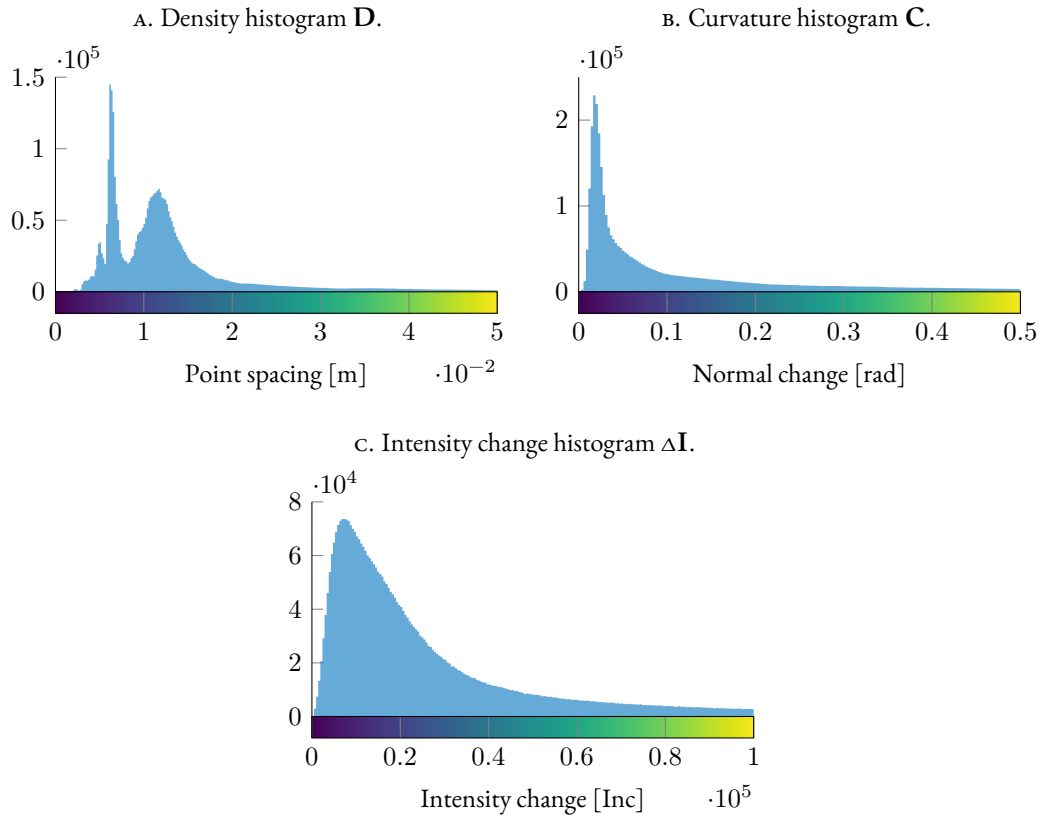 A. Density histogram D.
·10^5
1.5
1
0.5
0
0 1 2 3 4 5
Point spacing [m] ·10^−2
B. Curvature histogram C.
·10^5
2
1
0
0 0.1 0.2 0.3 0.4 0.5
Normal change [rad]
C. Intensity change histogram ΔI.
·10^4
8
6
4
2
0
0 0.2 0.4 0.6 0.8 1
Intensity change [Inc] ·10^5